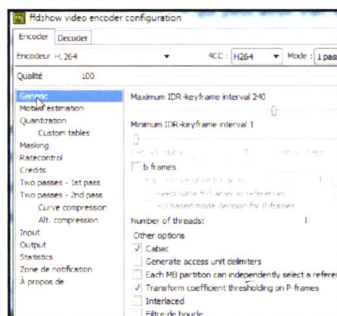 ffdshow video encoder configuration
Encoder Decoder
Encodeur H.264 4CC : H264 Mode : 1 pas
Qualité 100
Generic
Motion estimation
Quantization
Custom tables
Masking
Ratecontrol
Credits
Two passes - 1st pass
Two passes - 2nd pass
Curve compression
Alt. compression
Input
Output
Statistics
Zone de notification
À propos de
Maximum IDR-keyframe interval 240
Minimum IDR-keyframe interval 1
b frames
Number of threads: 1
Other options
Cabac
Generate access unit delimiters
Each MB partition can independently select a refere
Transform coefficient thresholding on P-frames
Interlaced
Filtre de boucle